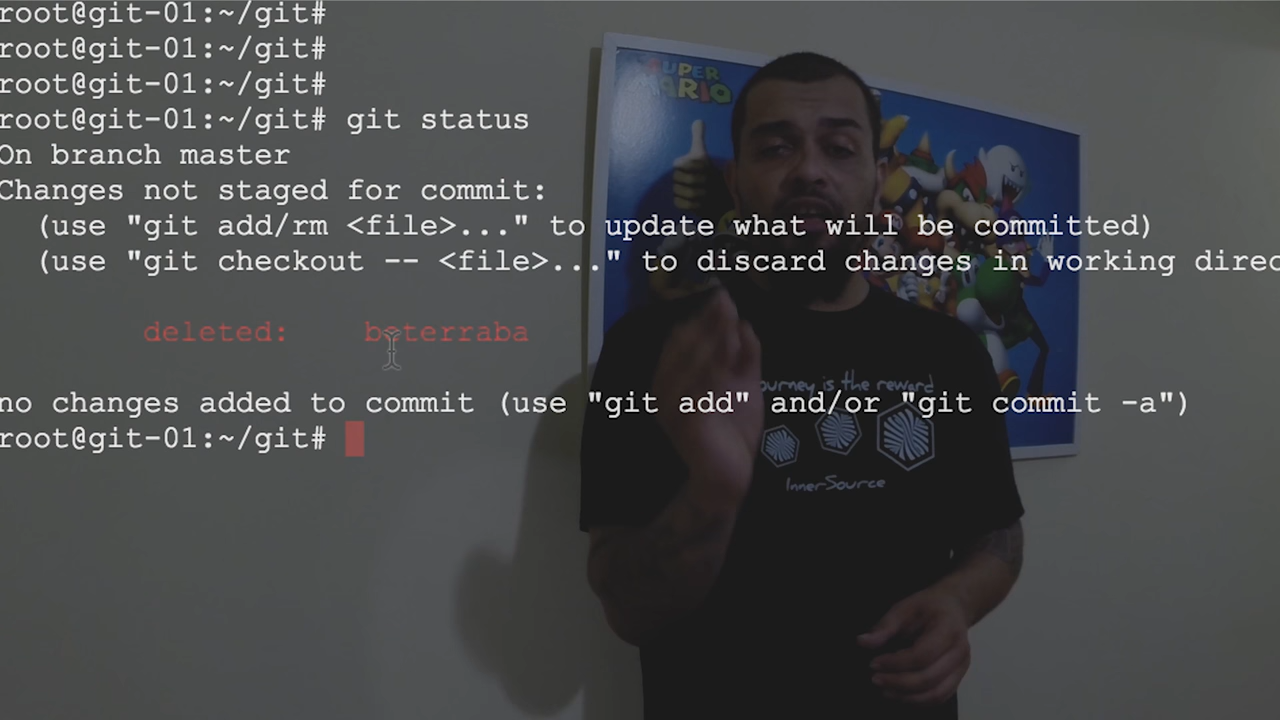 root@git-01:~/git#
root@git-01:~/git#
root@git-01:~/git#
root@git-01:~/git# git status
On branch master
Changes not staged for commit:
(use "git add/rm <file>..." to update what will be committed)
(use "git checkout -- <file>..." to discard changes in working direc
deleted: beterraba
no changes added to commit (use "git add" and/or "git commit -a")
root@git-01:~/git#
SUPER
MARIO
ourney is the reward
InnerSource